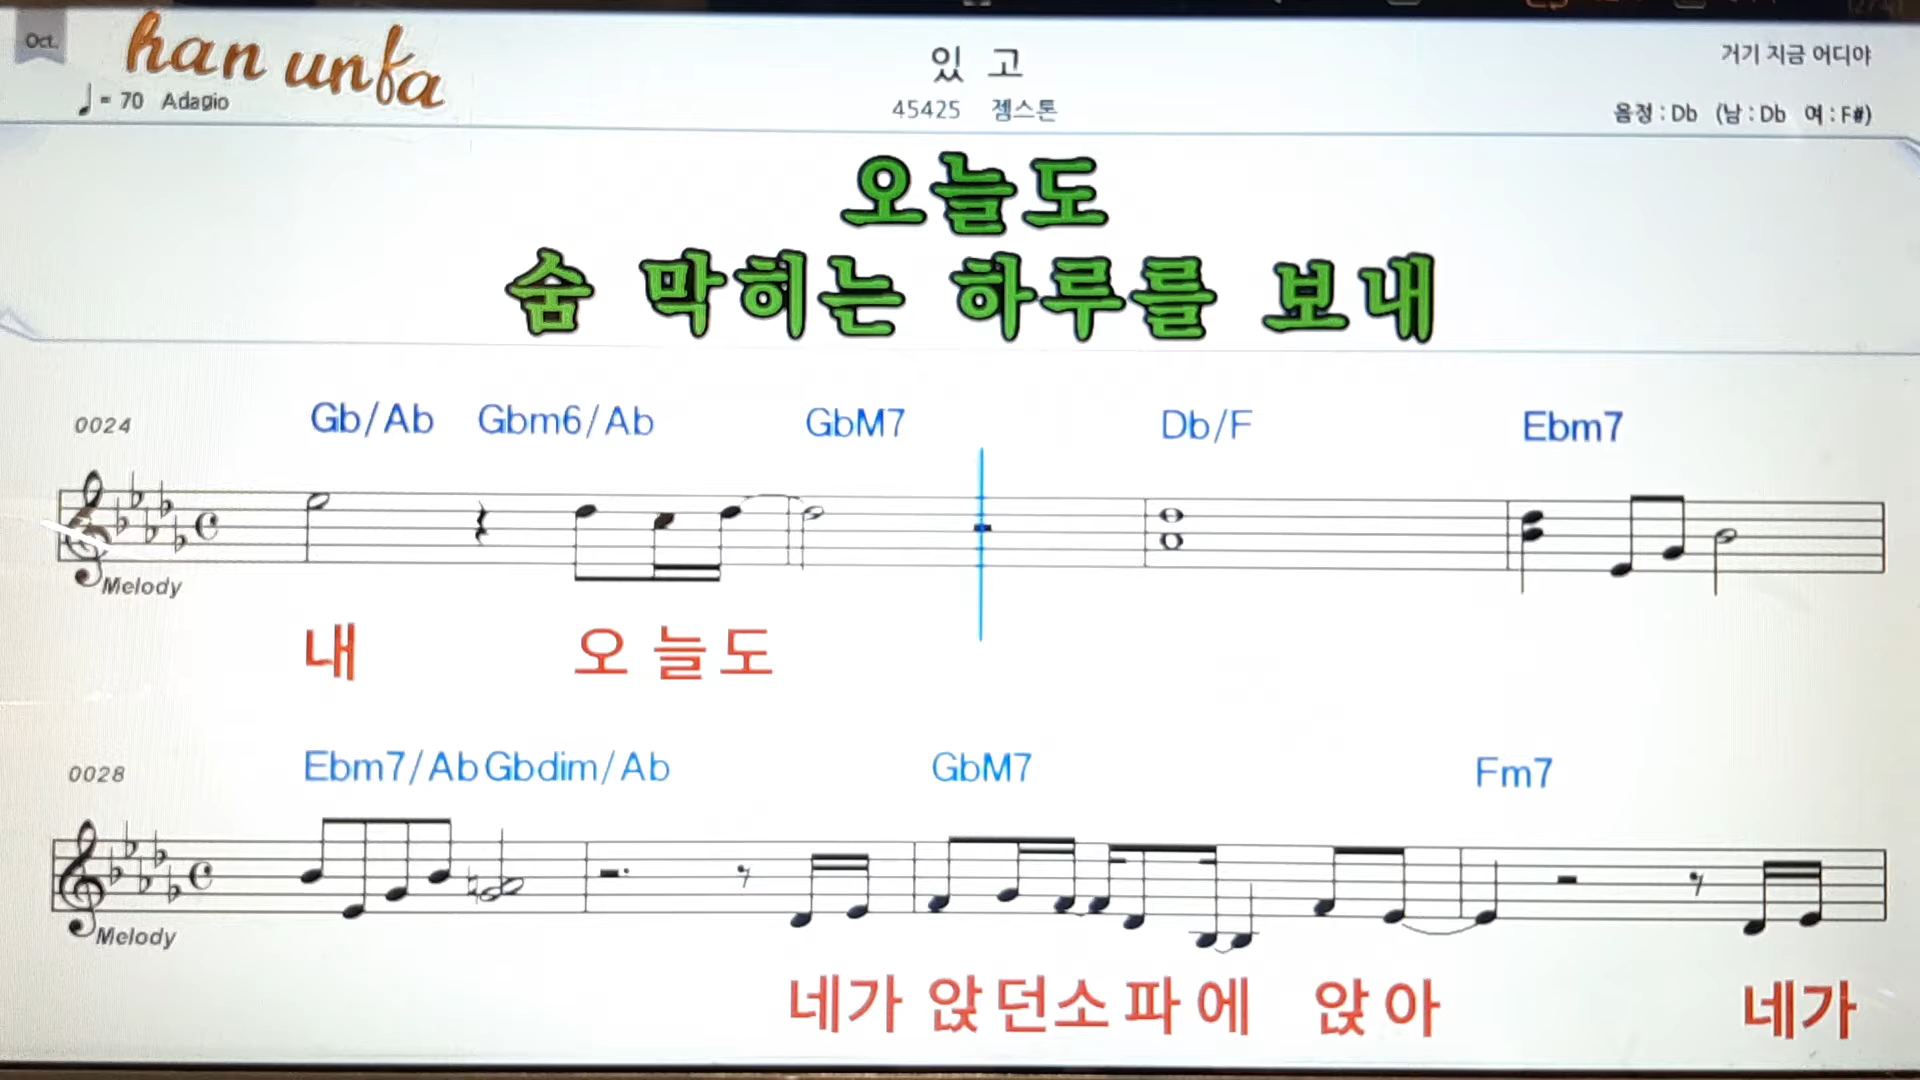 Oct.
han unfa
♩= 70 Adagio
있 고
45425 젬스톤
거기 지금 어디야
음정 : Db (남 : Db 여 : F#)
오늘도
숨 막히는 하루를 보내
0024 Gb/Ab Gbm6/Ab GbM7 Db/F Ebm7
Melody
내 오 늘 도
0028 Ebm7/Ab Gbdim/Ab GbM7 Fm7
Melody
네가 앉던소 파 에 앉 아 네가